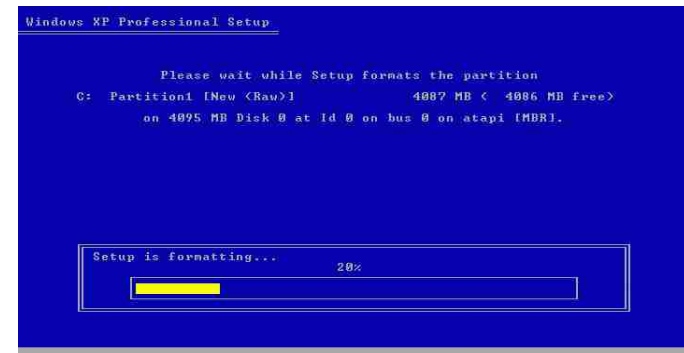 Windows XP Professional Setup
Please wait while Setup formats the partition
C: Partition1 [New (Raw)] 4087 MB ( 4086 MB free)
on 4095 MB Disk 0 at Id 0 on bus 0 on atapi [MBR].
Setup is formatting...
20%